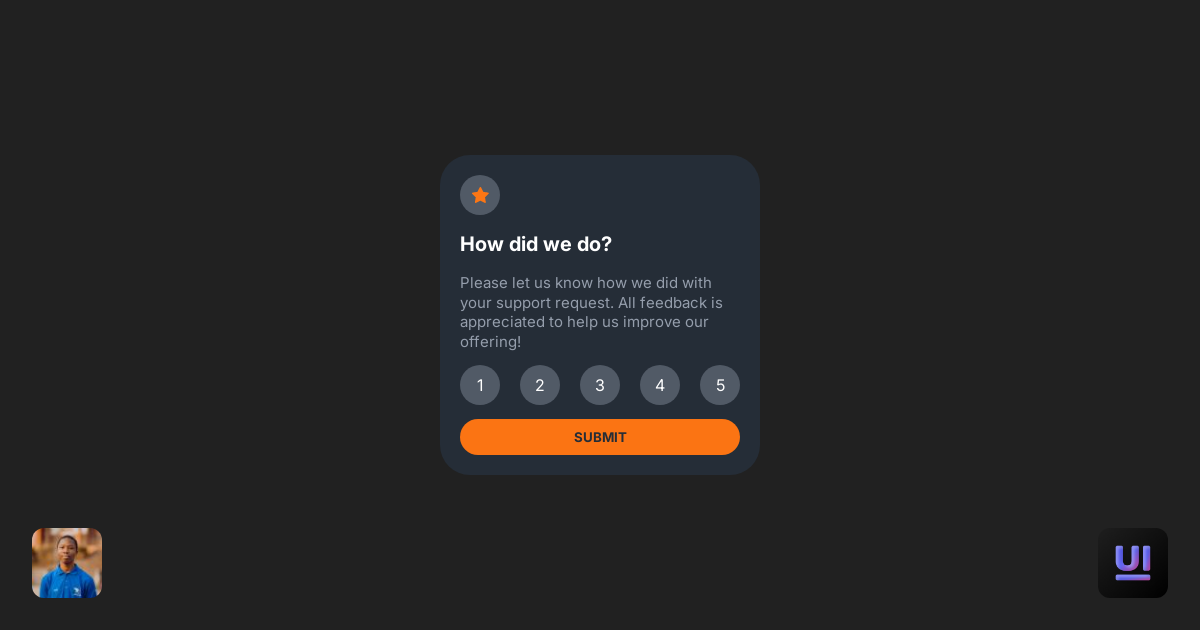 How did we do?
Please let us know how we did with
your support request. All feedback is
appreciated to help us improve our
offering!
1 2 3 4 5
SUBMIT
UI